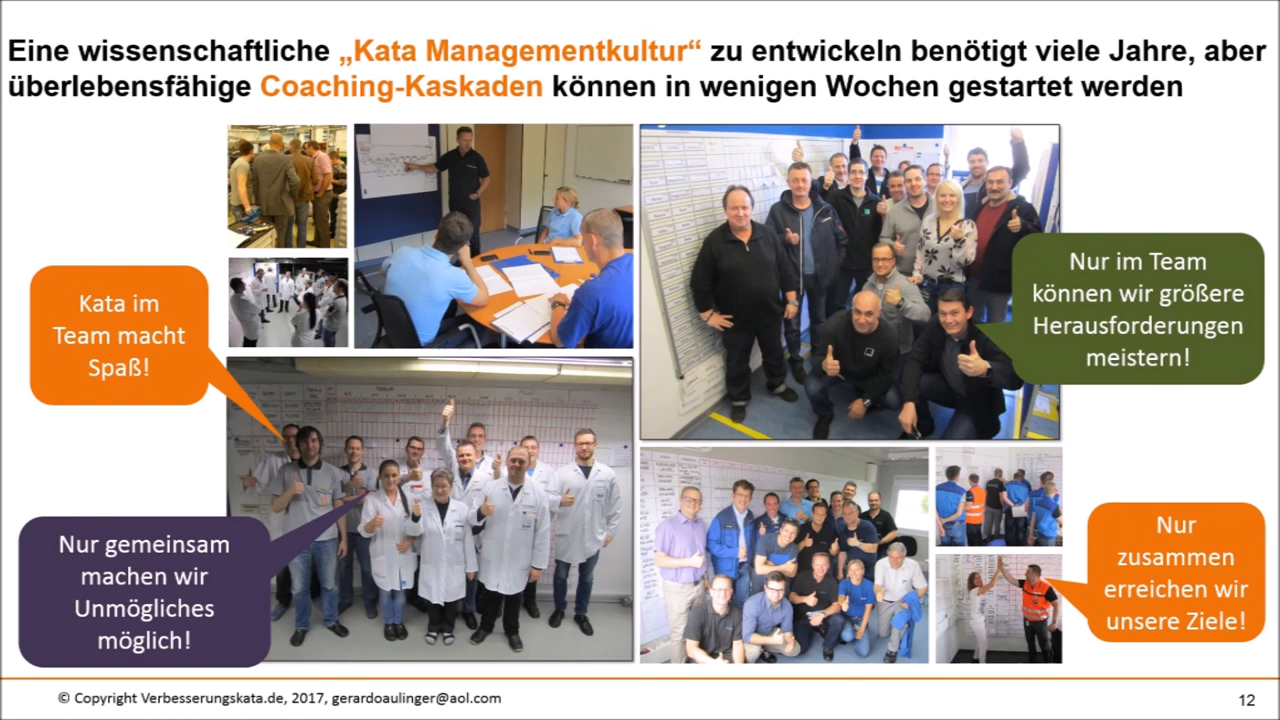 Eine wissenschaftliche „Kata Managementkultur“ zu entwickeln benötigt viele Jahre, aber
überlebensfähige Coaching-Kaskaden können in wenigen Wochen gestartet werden
Kata im
Team macht
Spaß!
Nur im Team
können wir größere
Herausforderungen
meistern!
Nur gemeinsam
machen wir
Unmögliches
möglich!
Nur
zusammen
erreichen wir
unsere Ziele!
© Copyright Verbesserungskata.de, 2017, gerardoaulinger@aol.com
12